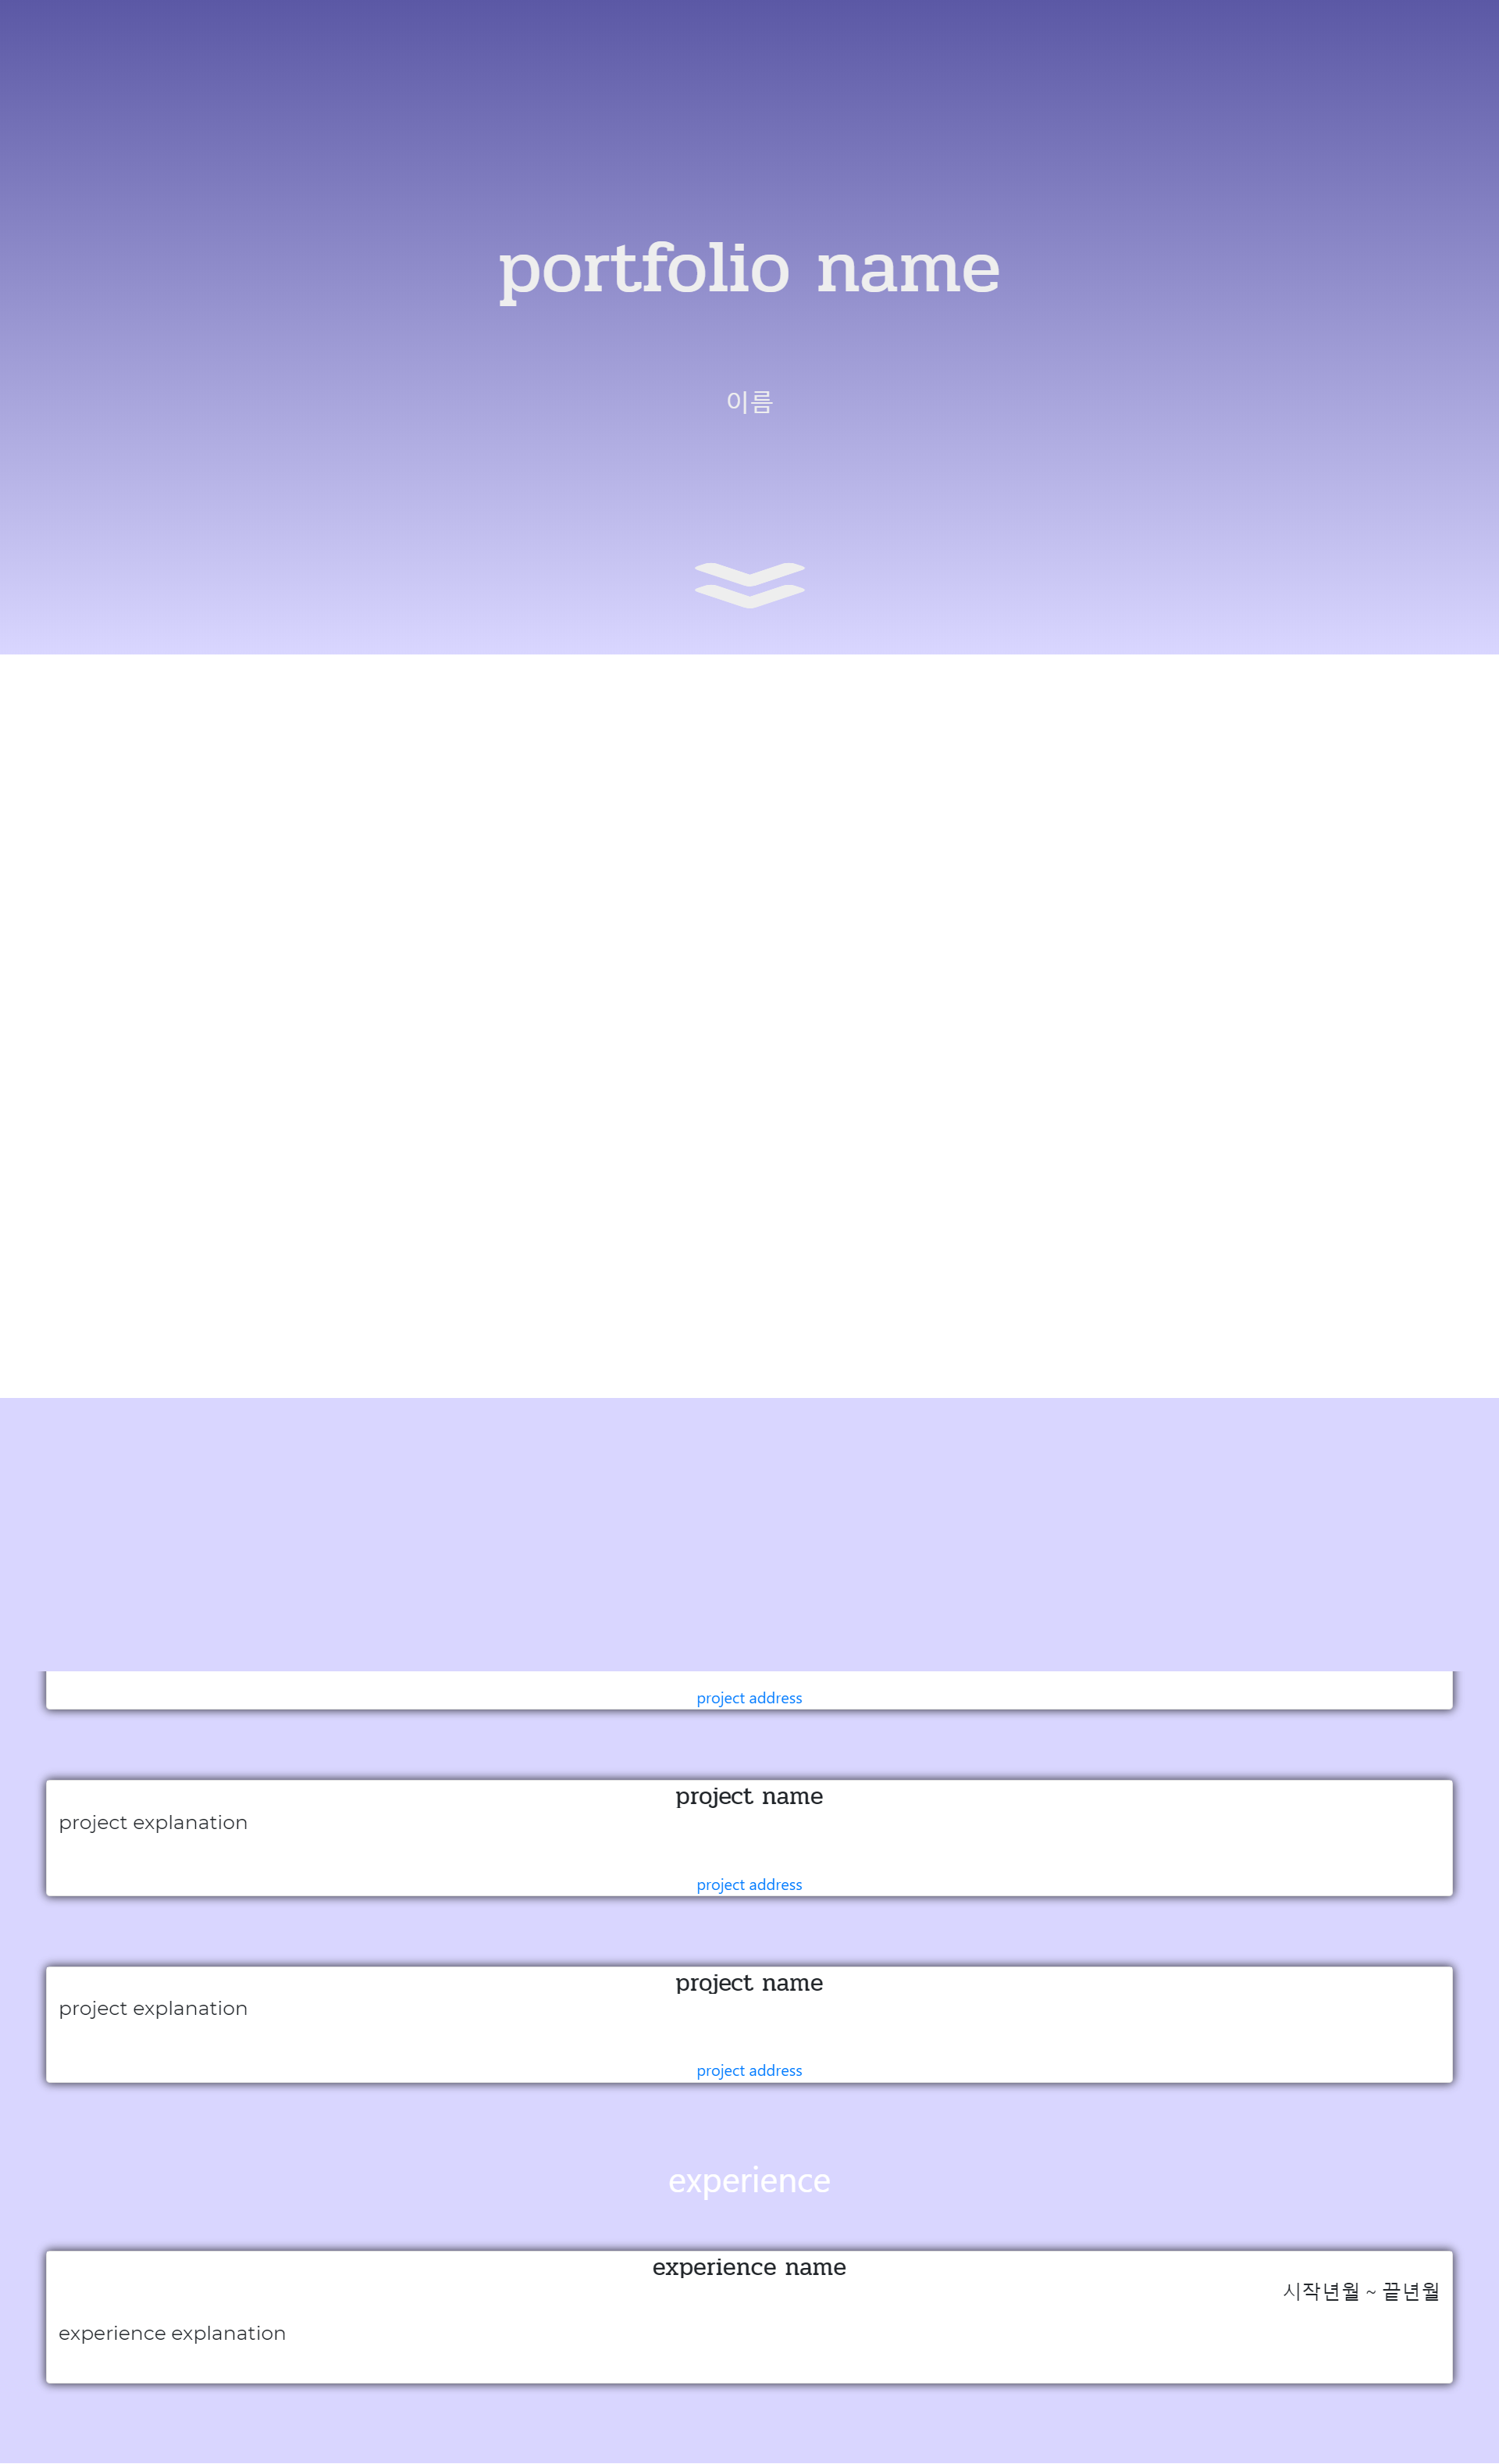 portfolio name
이름
project address
project name
project explanation
project address
project name
project explanation
project address
experience
experience name
시작년월 ~ 끝년월
experience explanation